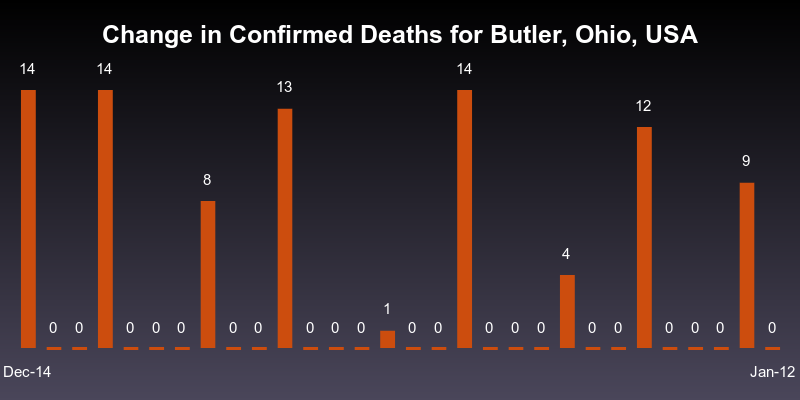 Change in Confirmed Deaths for Butler, Ohio, USA
14 0 0 14 0 0 0 8 0 0 13 0 0 0 1 0 0 14 0 0 0 4 0 0 12 0 0 0 9 0
Dec-14 Jan-12